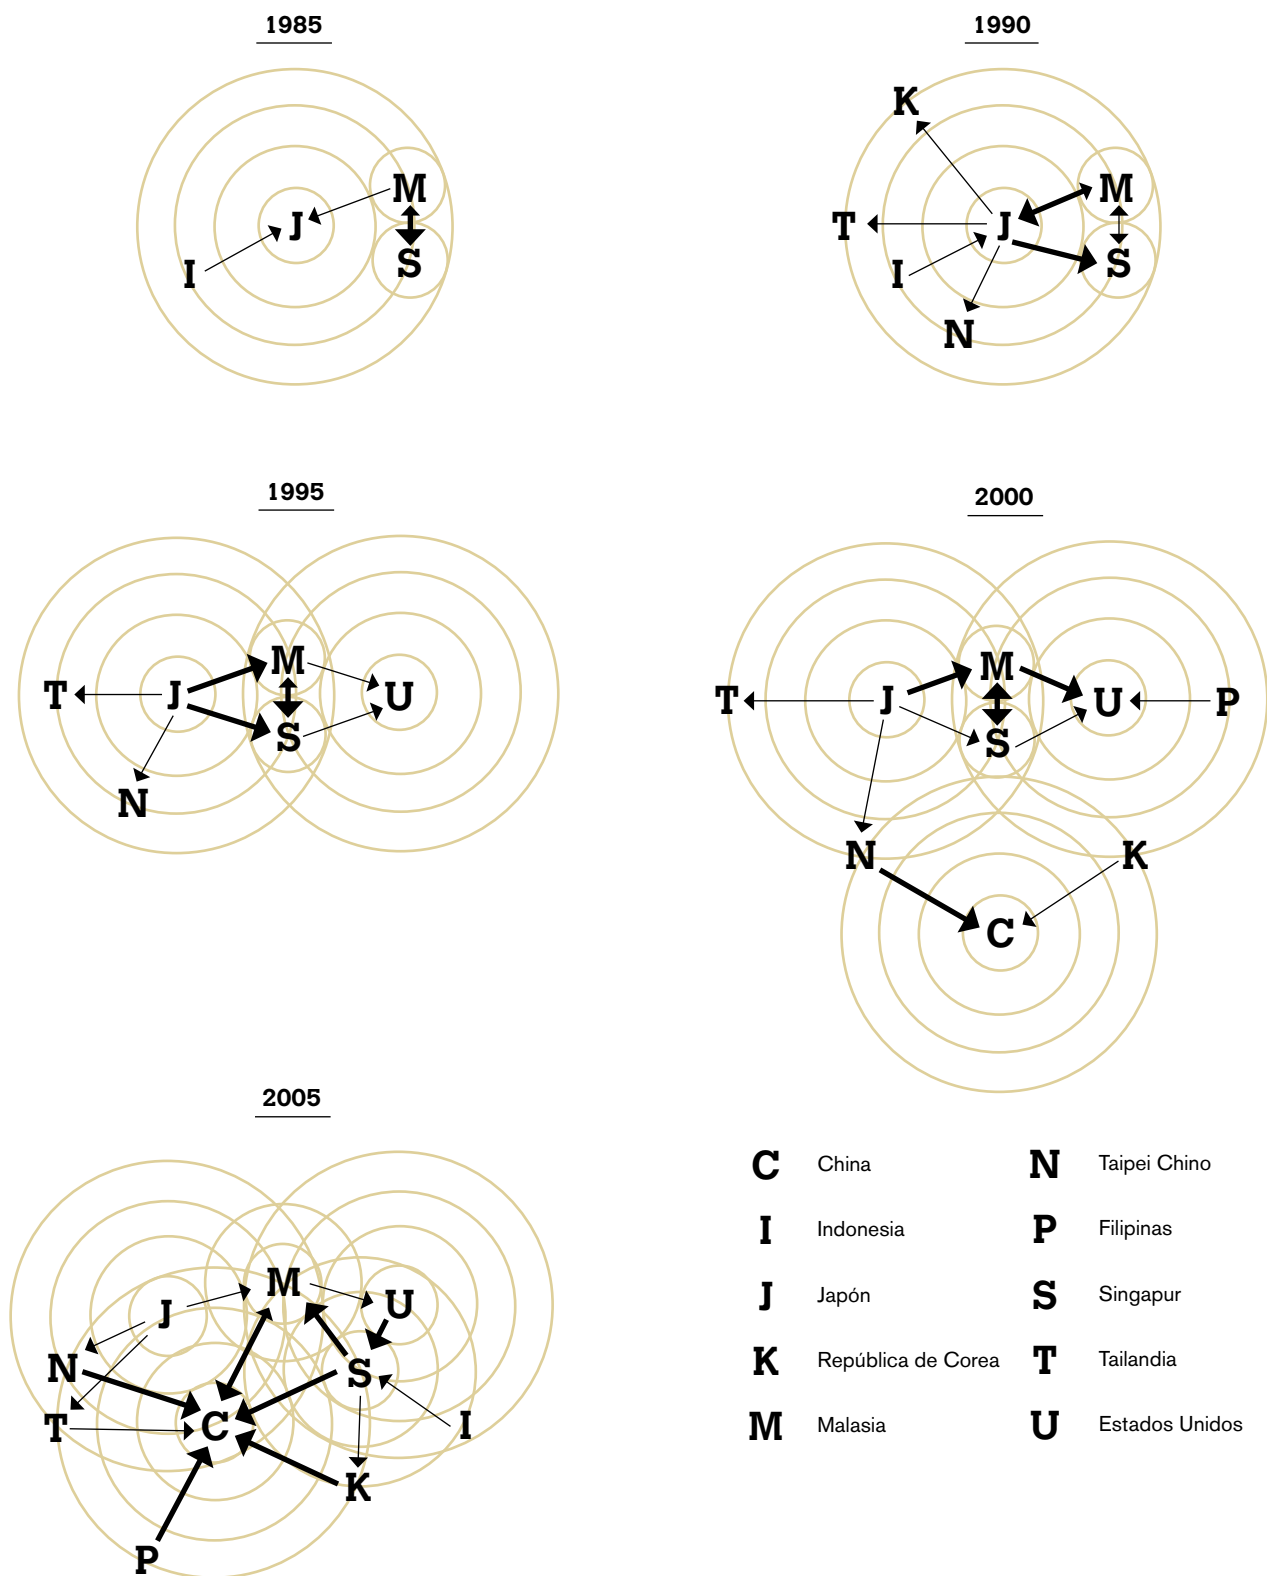 1985
J
M
S
I
1990
K
T
J
M
S
I
N
1995
T
J
M
S
U
N
2000
T
J
M
S
U
P
N
K
C
2005
M
J
U
N
S
T
C
I
K
P
C China
I Indonesia
J Japón
K República de Corea
M Malasia
N Taipei Chino
P Filipinas
S Singapur
T Tailandia
U Estados Unidos